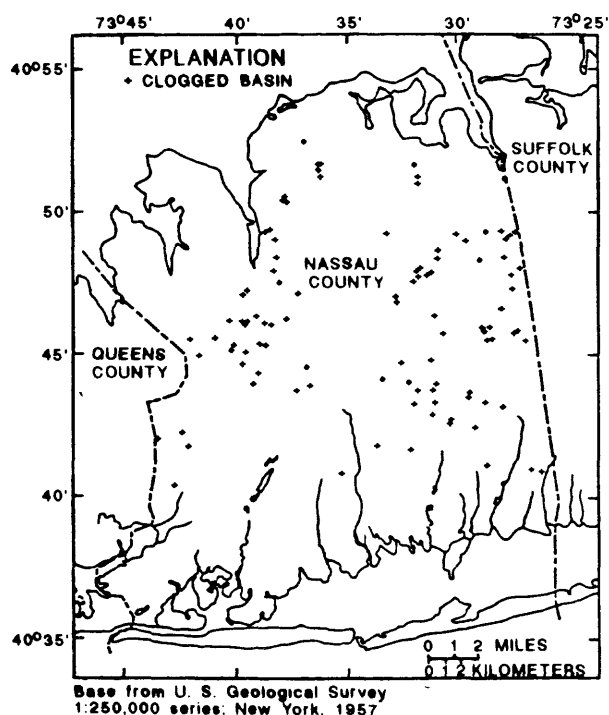 73°45' 40' 35' 30' 73°25'
40°55'
EXPLANATION
+ CLOGGED BASIN
SUFFOLK
COUNTY
50'
NASSAU
COUNTY
45'
QUEENS
COUNTY
40'
40°35'
0 1 2 MILES
0 1 2 KILOMETERS
Base from U. S. Geological Survey
1:250,000 series: New York, 1957